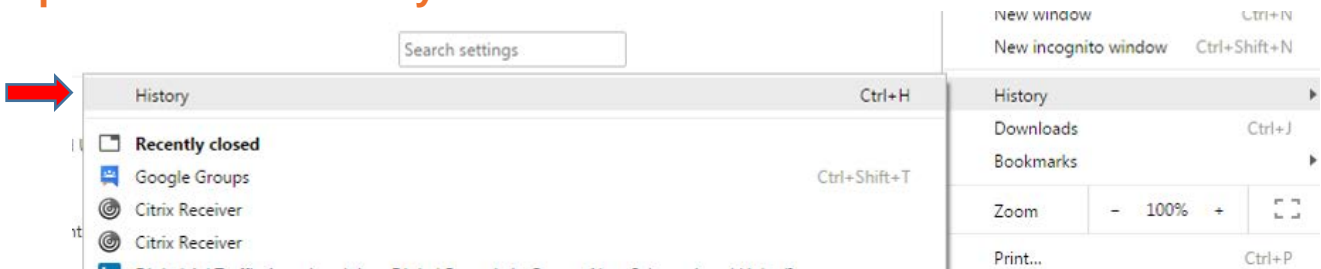 New window Ctrl+N
Search settings
New incognito window Ctrl+Shift+N
History Ctrl+H
History
Recently closed
Downloads Ctrl+J
Google Groups Ctrl+Shift+T
Bookmarks
Citrix Receiver
Zoom - 100% +
Citrix Receiver
Print... Ctrl+P